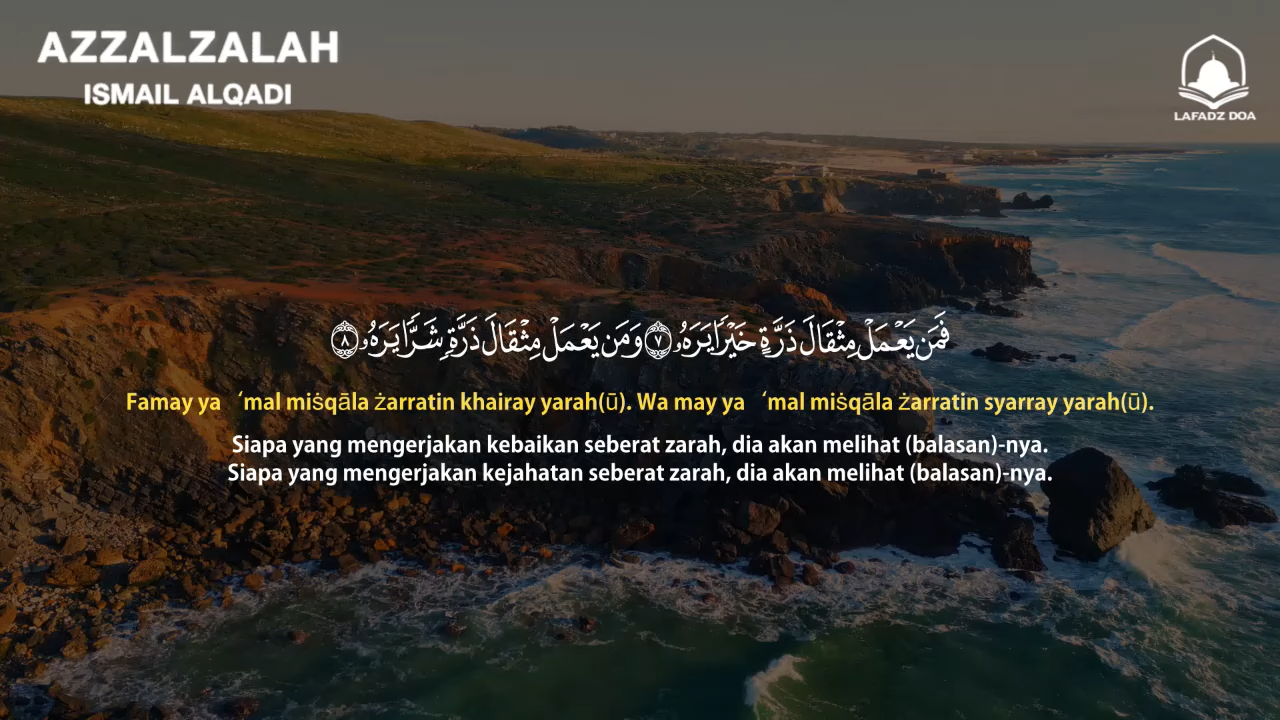 AZZALZALAH
ISMAIL ALQADI
LAFADZ DOA
فَمَن يَعْمَلْ مِثْقَالَ ذَرَّةٍ خَيْرًا يَرَهُۥ ٧ وَمَن يَعْمَلْ مِثْقَالَ ذَرَّةٍ شَرًّا يَرَهُۥ ٨
Famay ya‘mal miṡqāla żarratin khairay yarah(ū). Wa may ya‘mal miṡqāla żarratin syarray yarah(ū).
Siapa yang mengerjakan kebaikan seberat zarah, dia akan melihat (balasan)-nya.
Siapa yang mengerjakan kejahatan seberat zarah, dia akan melihat (balasan)-nya.